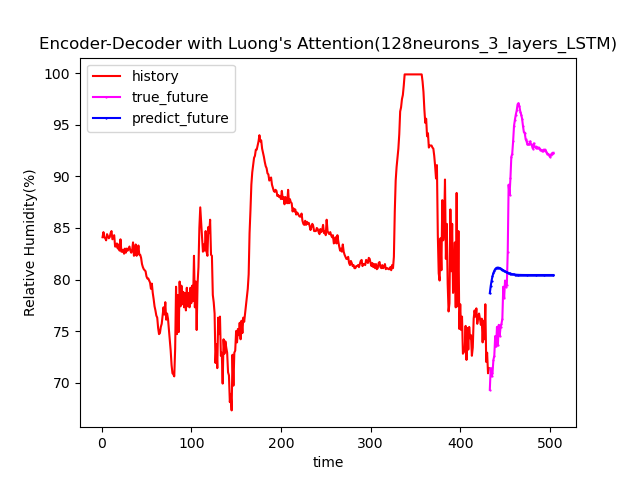 Encoder-Decoder with Luong's Attention(128neurons_3_layers_LSTM)
history
true_future
predict_future
Relative Humidity(%)
100
95
90
85
80
75
70
0 100 200 300 400 500
time